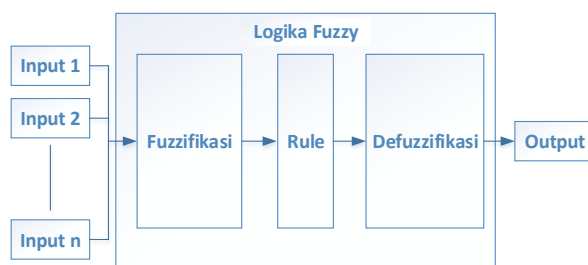 Logika Fuzzy
Input 1
Input 2
Input n
Fuzzifikasi
Rule
Defuzzifikasi
Output